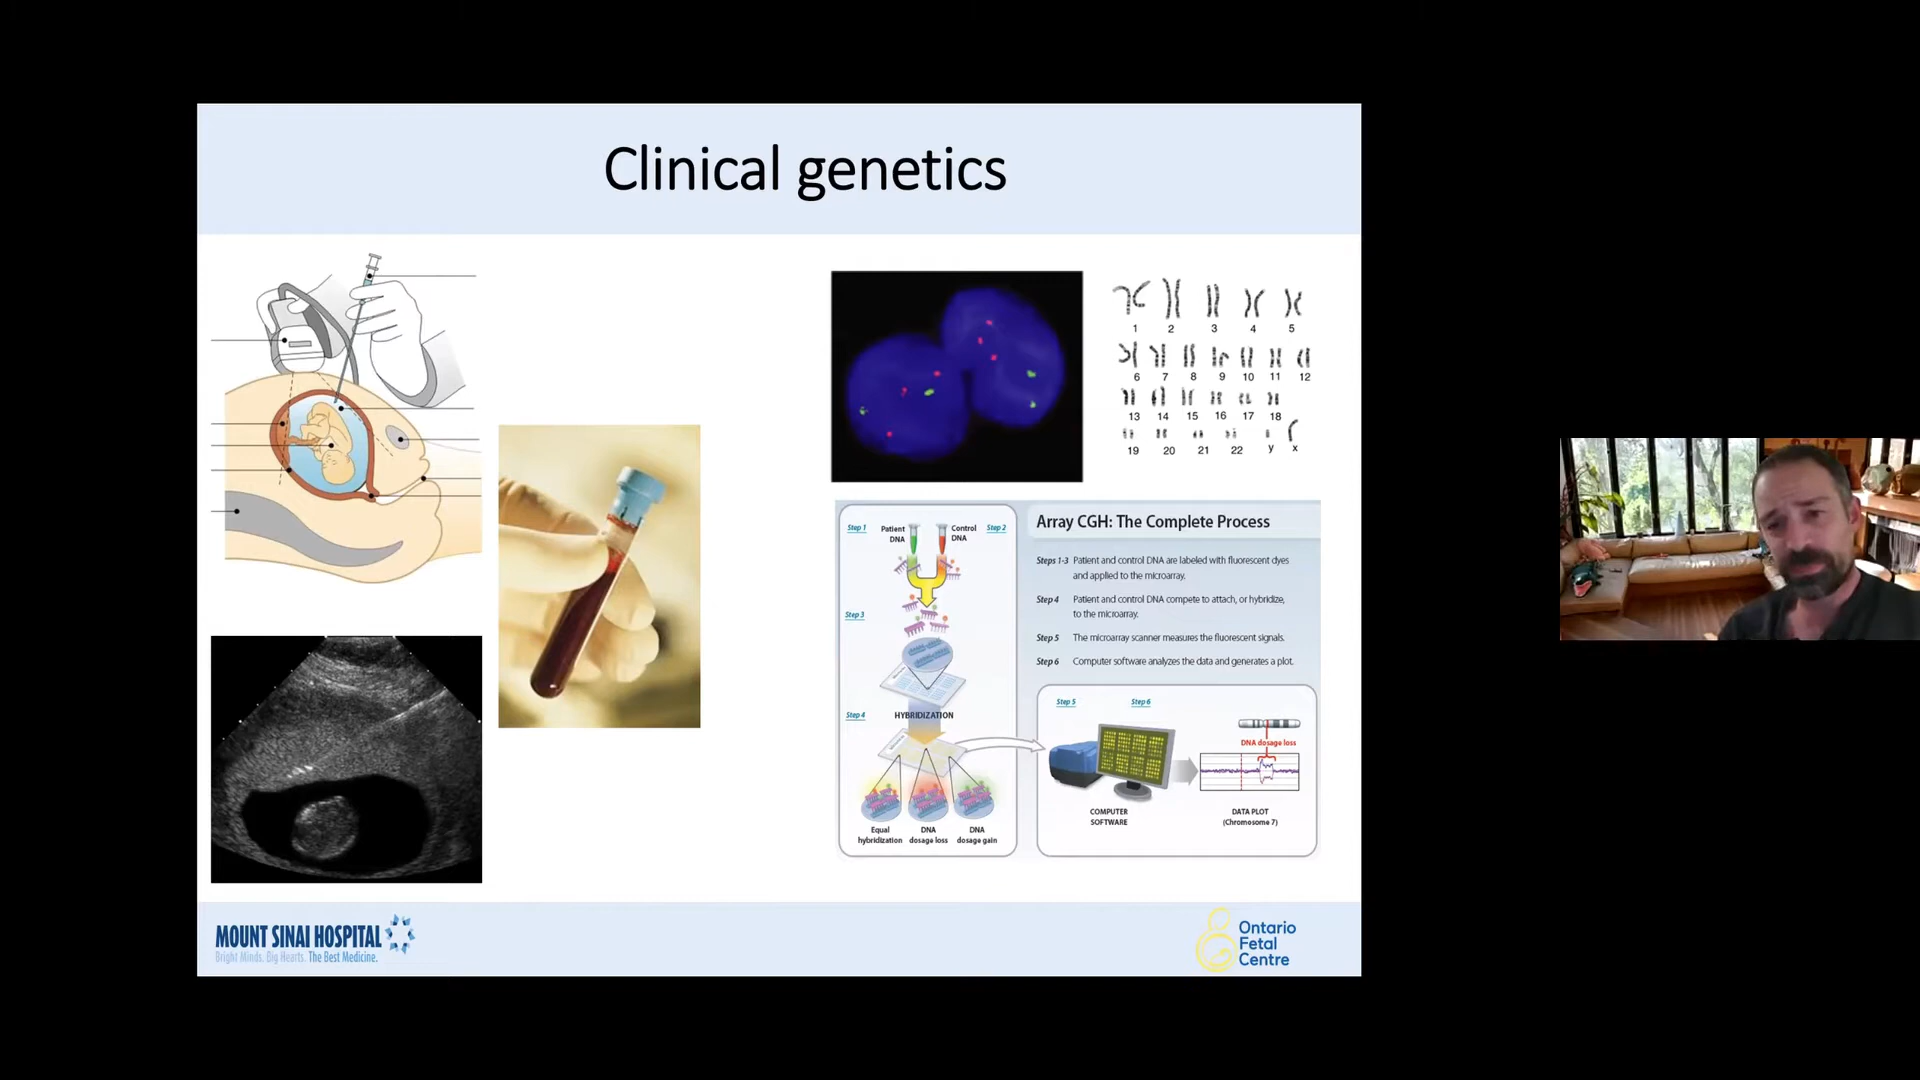 Clinical genetics
1 2 3 4 5
6 7 8 9 10 11 12
13 14 15 16 17 18
19 20 21 22 y x
Step 1
Patient
DNA
Control
DNA
Step 2
Step 3
Step 4
HYBRIDIZATION
Equal
hybridization
DNA
dosage loss
DNA
dosage gain
Array CGH: The Complete Process
Steps 1-3 Patient and control DNA are labeled with fluorescent dyes
and applied to the microarray.
Step 4 Patient and control DNA compete to attach, or hybridize,
to the microarray.
Step 5 The microarray scanner measures the fluorescent signals.
Step 6 Computer software analyzes the data and generates a plot.
Step 5 Step 6
DNA dosage loss
COMPUTER
SOFTWARE
DATA PLOT
(Chromosome 7)
MOUNT SINAI HOSPITAL
Bright Minds. Big Hearts. The Best Medicine.
Ontario
Fetal
Centre